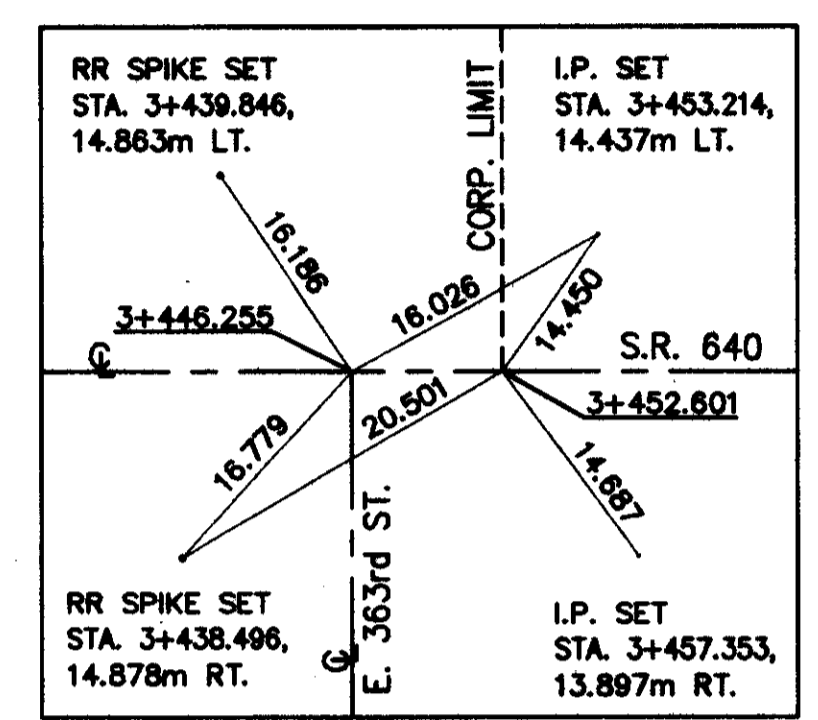 RR SPIKE SET
STA. 3+439.846,
14.863m LT.
CORP. LIMIT
I.P. SET
STA. 3+453.214,
14.437m LT.
16.186
16.026
14.450
3+446.255
℄
S.R. 640
3+452.601
16.779
20.501
14.687
RR SPIKE SET
STA. 3+438.496,
14.878m RT.
℄
E. 363rd ST.
I.P. SET
STA. 3+457.353,
13.897m RT.